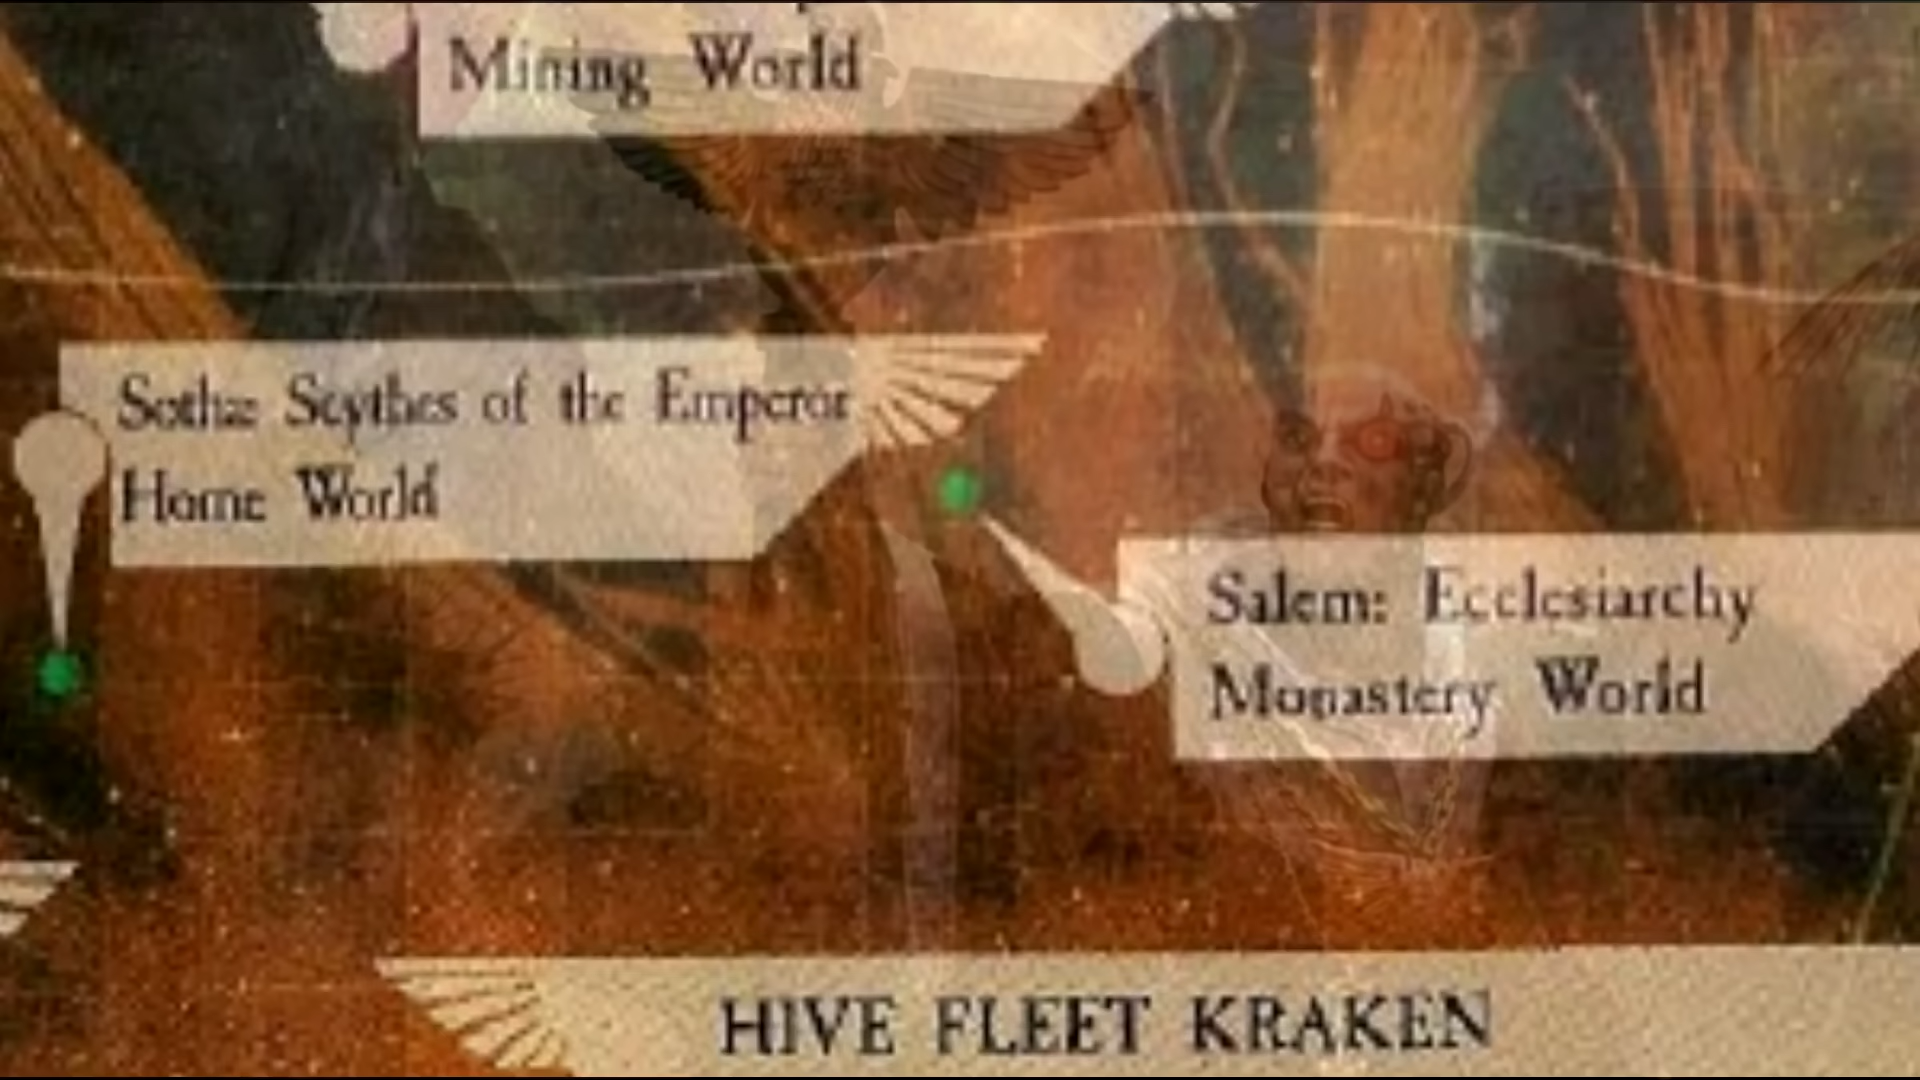 Mining World
Sotha: Scythes of the Emperor
Home World
Salem: Ecclesiarchy
Monastery World
HIVE FLEET KRAKEN